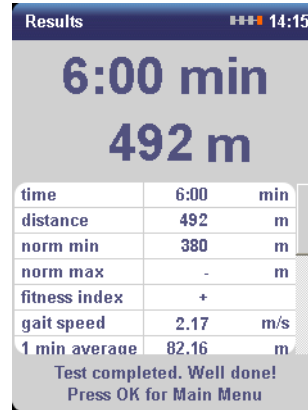 Results 14:15
6:00 min
492 m
time 6:00 min
distance 492 m
norm min 380 m
norm max - m
fitness index +
gait speed 2.17 m/s
1 min average 82.16 m
Test completed. Well done!
Press OK for Main Menu